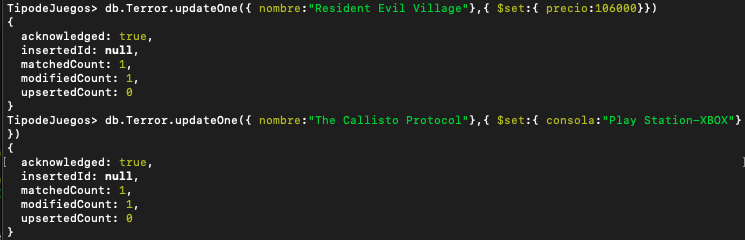 TipodeJuegos> db.Terror.updateOne({ nombre:"Resident Evil Village"},{ $set:{ precio:106000}})
{
  acknowledged: true,
  insertedId: null,
  matchedCount: 1,
  modifiedCount: 1,
  upsertedCount: 0
}
TipodeJuegos> db.Terror.updateOne({ nombre:"The Callisto Protocol"},{ $set:{ consola:"Play Station-XBOX"}
})
{
  acknowledged: true,
  insertedId: null,
  matchedCount: 1,
  modifiedCount: 1,
  upsertedCount: 0
}